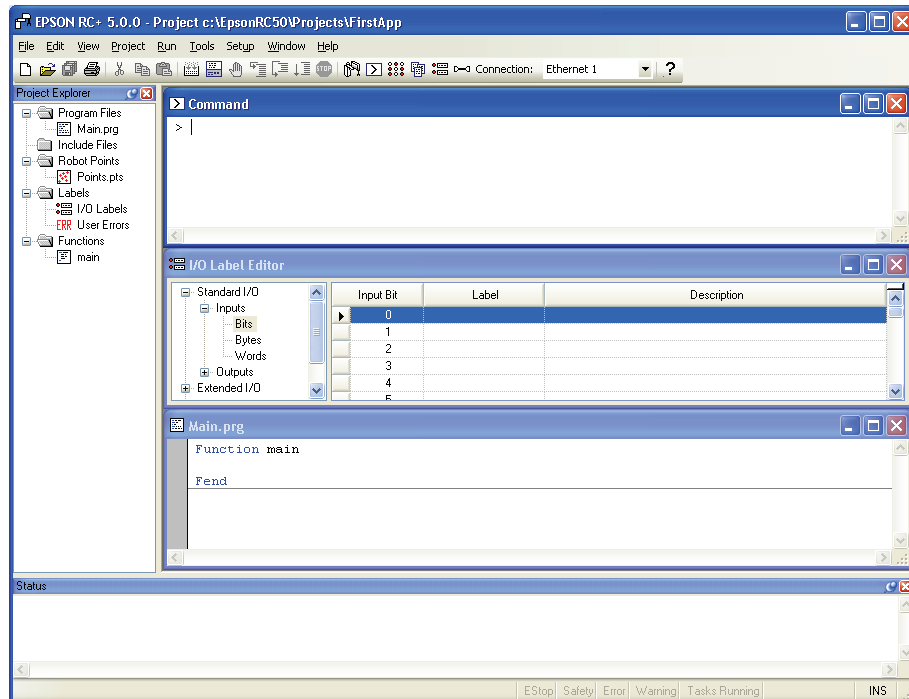 EPSON RC+ 5.0.0 - Project c:\EpsonRC50\Projects\FirstApp
File Edit View Project Run Tools Setup Window Help
STOP Connection: Ethernet 1 ?
Project Explorer
Program Files
Main.prg
Include Files
Robot Points
Points.pts
Labels
I/O Labels
ERR User Errors
Functions
main
Command
>
I/O Label Editor
Standard I/O
Inputs
Bits
Bytes
Words
Outputs
Extended I/O
Input Bit Label Description
0
1
2
3
4
5
Main.prg
Function main
Fend
Status
EStop Safety Error Warning Tasks Running INS